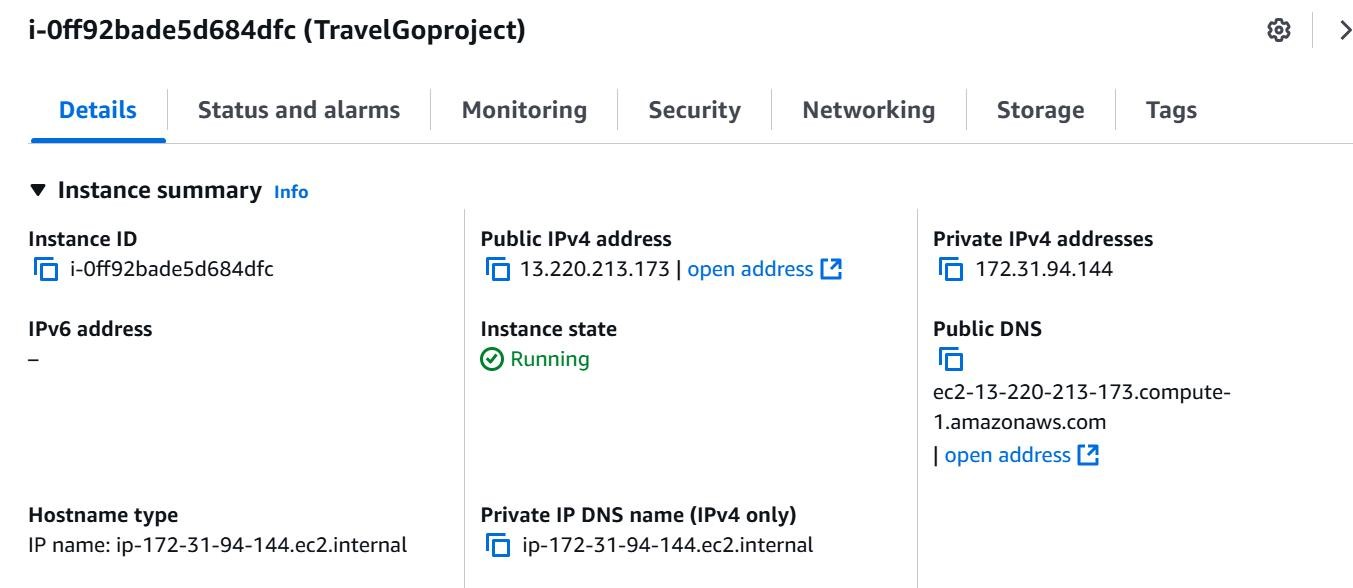 i-0ff92bade5d684dfc (TravelGoproject)
Details
Status and alarms
Monitoring
Security
Networking
Storage
Tags
Instance summary Info
Instance ID
i-0ff92bade5d684dfc
Public IPv4 address
13.220.213.173 | open address
Private IPv4 addresses
172.31.94.144
IPv6 address
–
Instance state
Running
Public DNS
ec2-13-220-213-173.compute-
1.amazonaws.com
| open address
Hostname type
IP name: ip-172-31-94-144.ec2.internal
Private IP DNS name (IPv4 only)
ip-172-31-94-144.ec2.internal